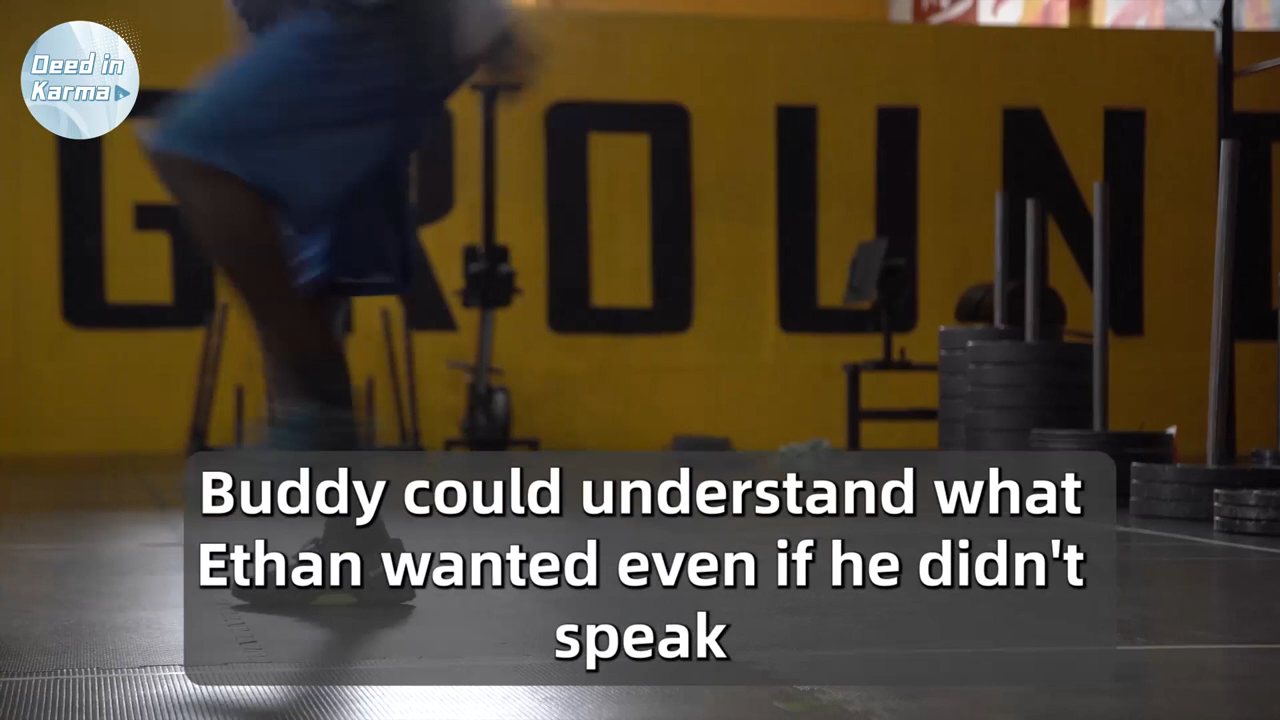 Deed in
Karma
GROUN
Buddy could understand what
Ethan wanted even if he didn't
speak